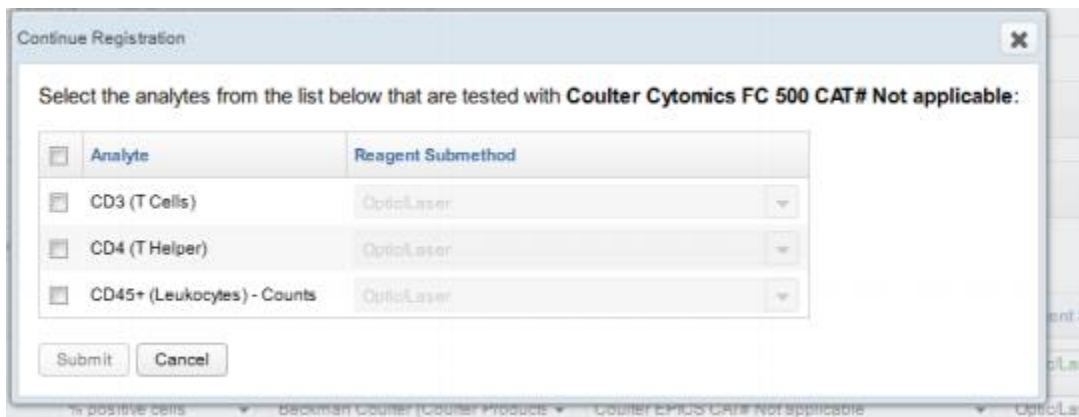 Continue Registration
Select the analytes from the list below that are tested with Coulter Cytomics FC 500 CAT# Not applicable:
Analyte Reagent Submethod
CD3 (T Cells) Optic/Laser
CD4 (T Helper) Optic/Laser
CD45+ (Leukocytes) - Counts Optic/Laser
Submit Cancel
% positive cells Beckman Coulter (Coulter Products Coulter EPICS CAT# Not applicable